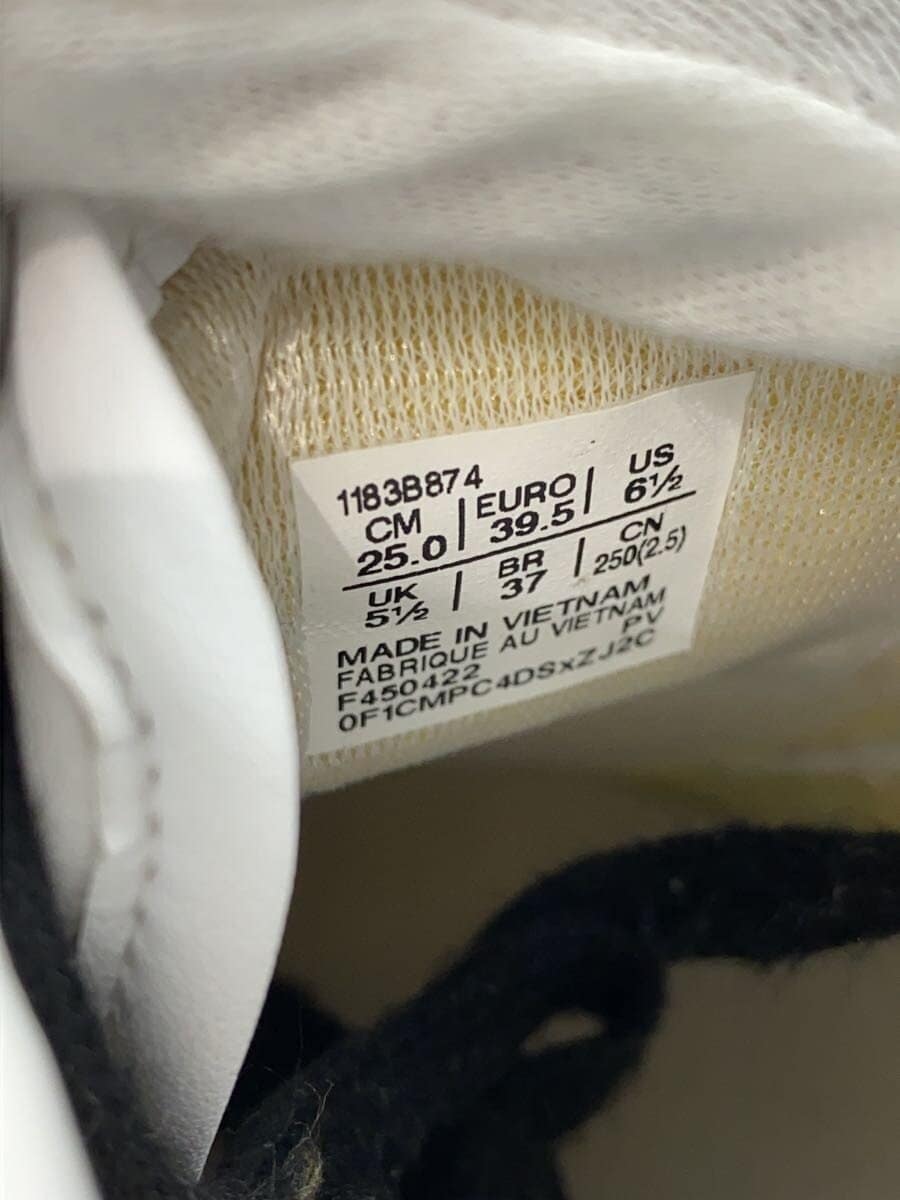 1183B874
CM | EURO | US
25.0 | 39.5 | 6½
UK | BR | CN
5½ | 37 | 250(2.5)
MADE IN VIETNAM
FABRIQUE AU VIETNAM
F450422 PV
0F1CMPC4DSxZJ2C